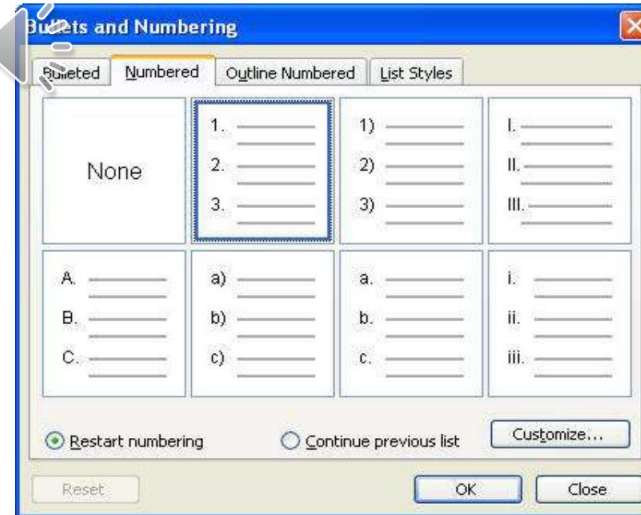 Bullets and Numbering
Bulleted Numbered Outline Numbered List Styles
None
1.
2.
3.
1)
2)
3)
I.
II.
III.
A.
B.
C.
a)
b)
c)
a.
b.
c.
i.
ii.
iii.
Restart numbering Continue previous list Customize...
Reset OK Close